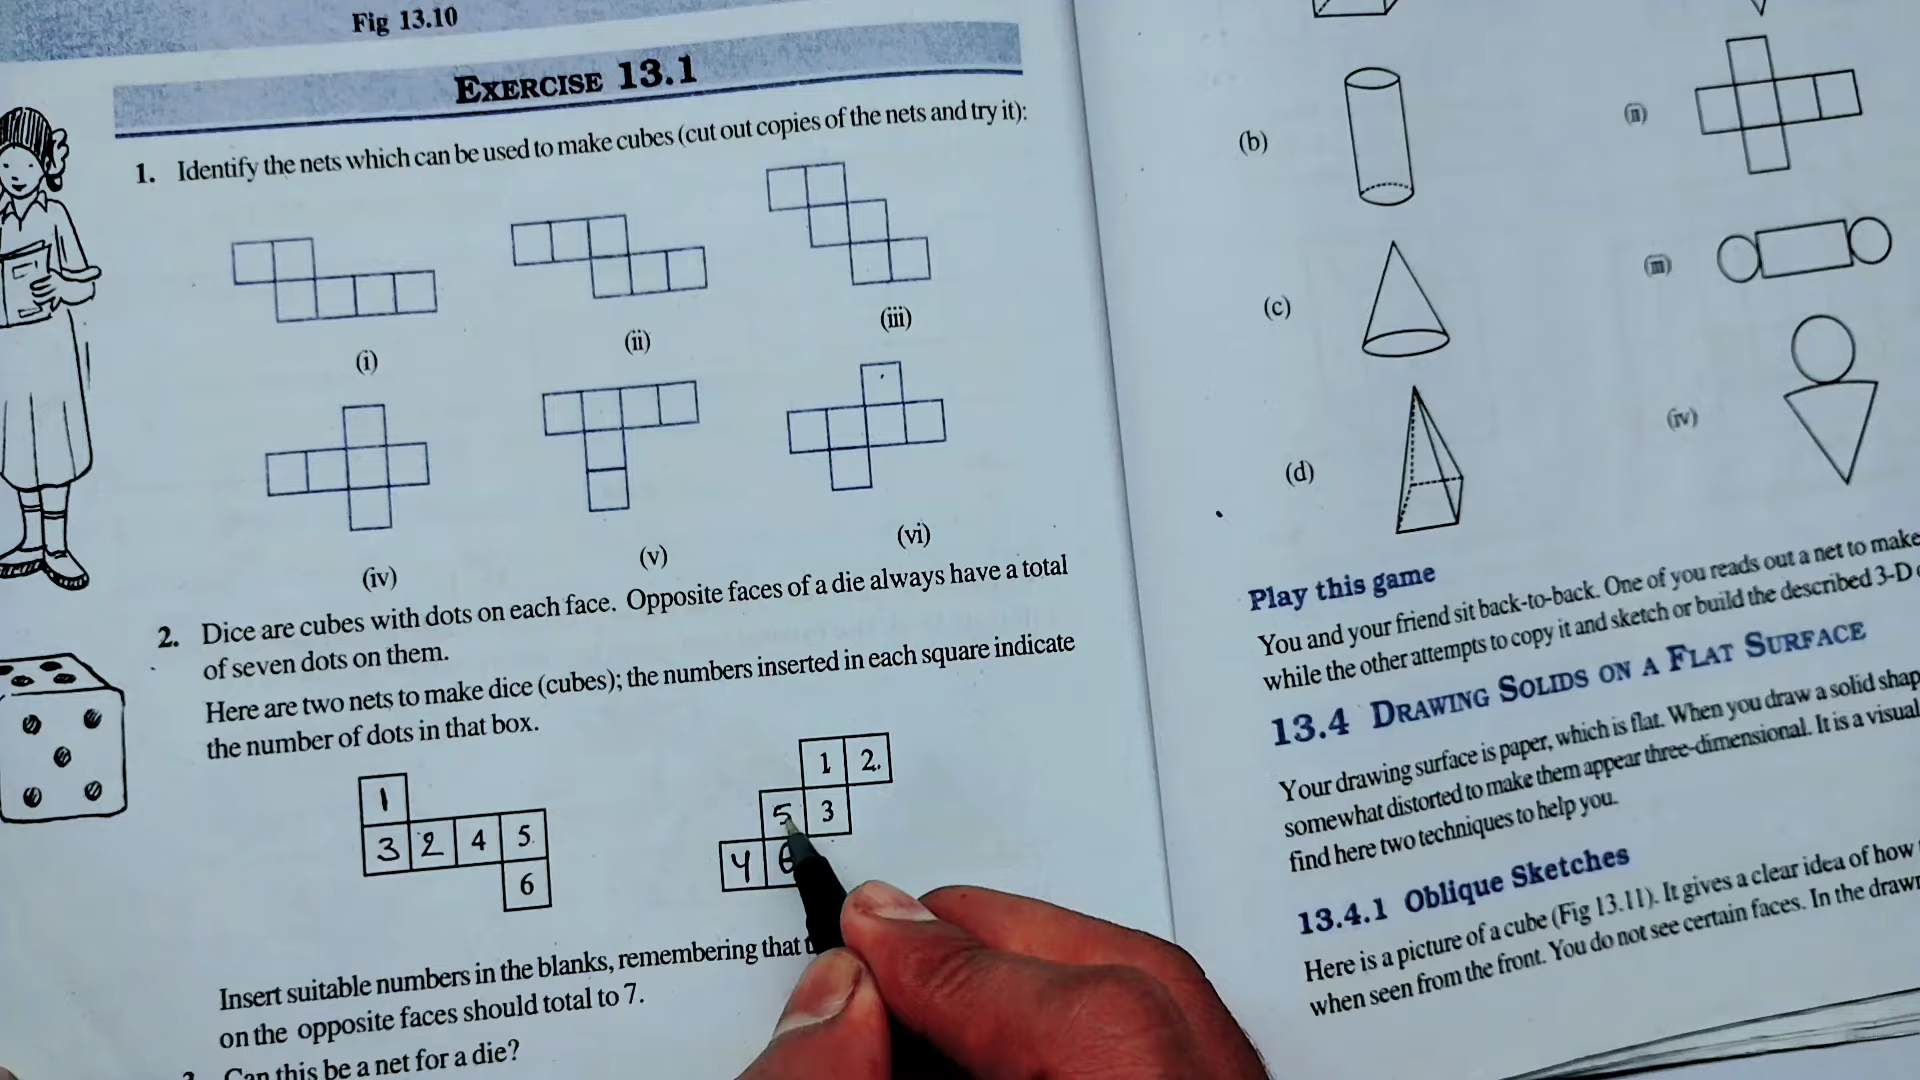 Fig 13.10
EXERCISE 13.1
1. Identify the nets which can be used to make cubes (cut out copies of the nets and try it):
(i)
(ii)
(iii)
(iv)
(v)
(vi)
2. Dice are cubes with dots on each face. Opposite faces of a die always have a total
of seven dots on them.
Here are two nets to make dice (cubes); the numbers inserted in each square indicate
the number of dots in that box.
1
3 2 4 5
6
1 2
5 3
4 6
Insert suitable numbers in the blanks, remembering that
on the opposite faces should total to 7.
Can this be a net for a die?
(b)
(ii)
(c)
(iii)
(d)
(iv)
Play this game
You and your friend sit back-to-back. One of you reads out a net to make
while the other attempts to copy it and sketch or build the described 3-D
13.4 DRAWING SOLIDS ON A FLAT SURFACE
Your drawing surface is paper, which is flat. When you draw a solid
somewhat distorted to make them appear three-dimensional. It is a visual
find here two techniques to help you.
13.4.1 Oblique Sketches
Here is a picture of a cube (Fig 13.11). It gives a clear idea of how
when seen from the front. You do not see certain faces. In the